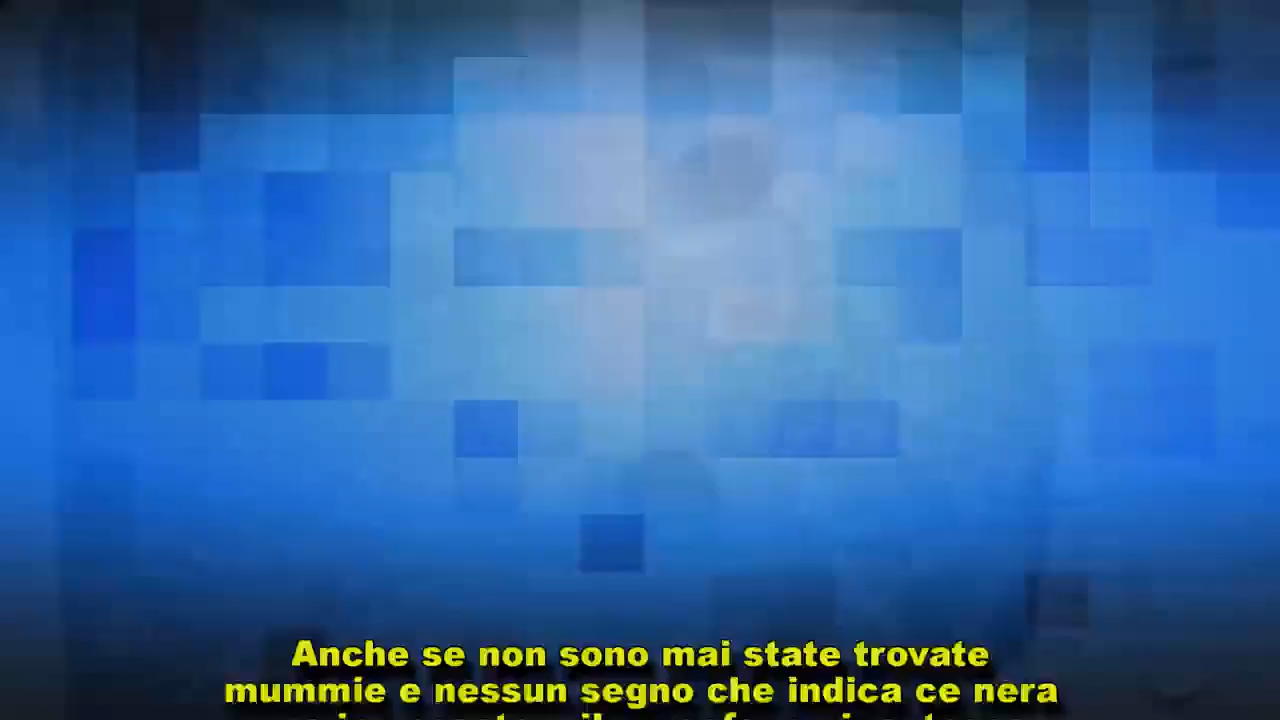 Anche se non sono mai state trovate
mummie e nessun segno che indica ce nera